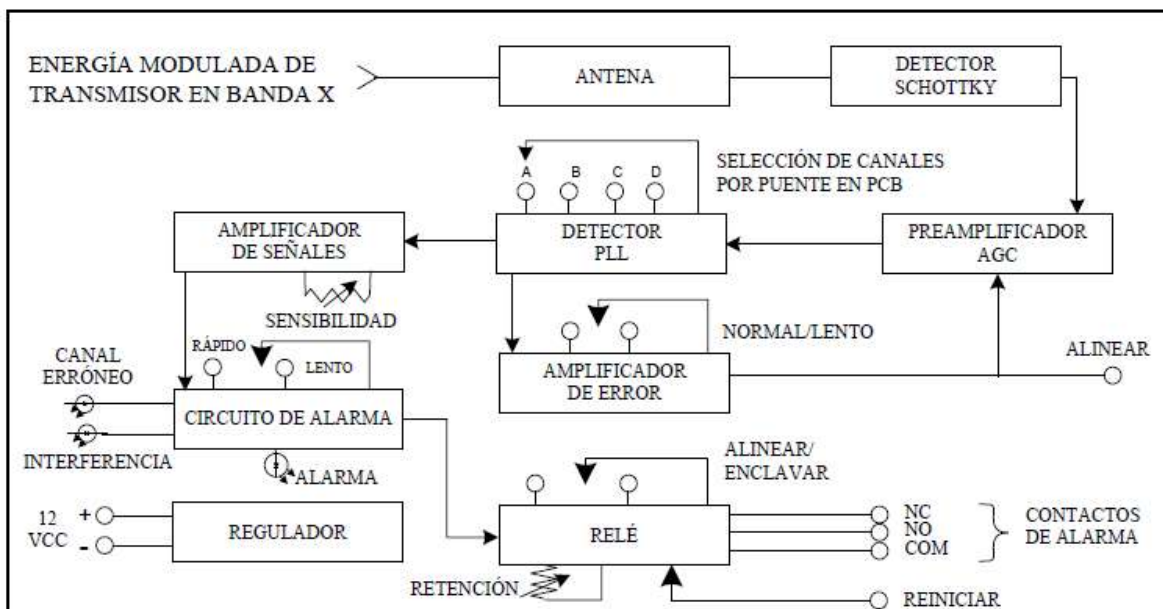 ENERGÍA MODULADA DE
TRANSMISOR EN BANDA X
ANTENA
DETECTOR
SCHOTTKY
A
B
C
D
SELECCIÓN DE CANALES
POR PUENTE EN PCB
AMPLIFICADOR
DE SEÑALES
DETECTOR
PLL
PREAMPLIFICADOR
AGC
SENSIBILIDAD
NORMAL/LENTO
ALINEAR
RÁPIDO
LENTO
CANAL
ERRÓNEO
AMPLIFICADOR
DE ERROR
CIRCUITO DE ALARMA
INTERFERENCIA
ALARMA
ALINEAR/
ENCLAVAR
12
VCC
+
-
REGULADOR
RELÉ
NC
NO
COM
CONTACTOS
DE ALARMA
RETENCIÓN
REINICIAR